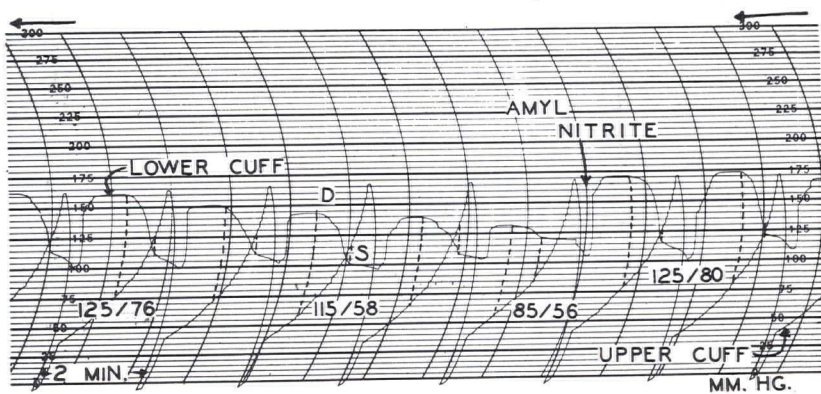 300 300
275 275
250 250
225 225
AMYL
NITRITE
200 200
LOWER CUFF
175 175
150 D 150
125 S 125
100 100
125/80
75 75
125/76 115/58 85/56
50 50
25 UPPER CUFF 25
2 MIN. MM. HG.